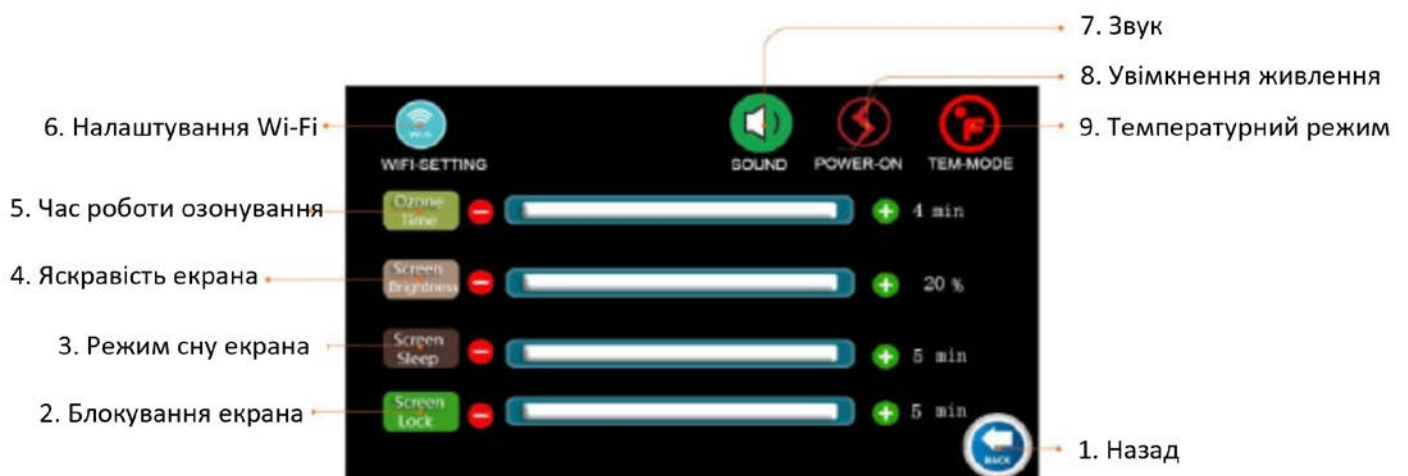 7. Звук
8. Увімкнення живлення
6. Налаштування Wi-Fi
9. Температурний режим
Wi-Fi
F
WIFI-SETTING
SOUND
POWER-ON
TEM-MODE
5. Час роботи озонування
Ozone
Time
4 min
4. Яскравість екрана
Screen
Brightness
20 %
3. Режим сну екрана
Screen
Sleep
5 min
2. Блокування екрана
Screen
Lock
5 min
BACK
1. Назад